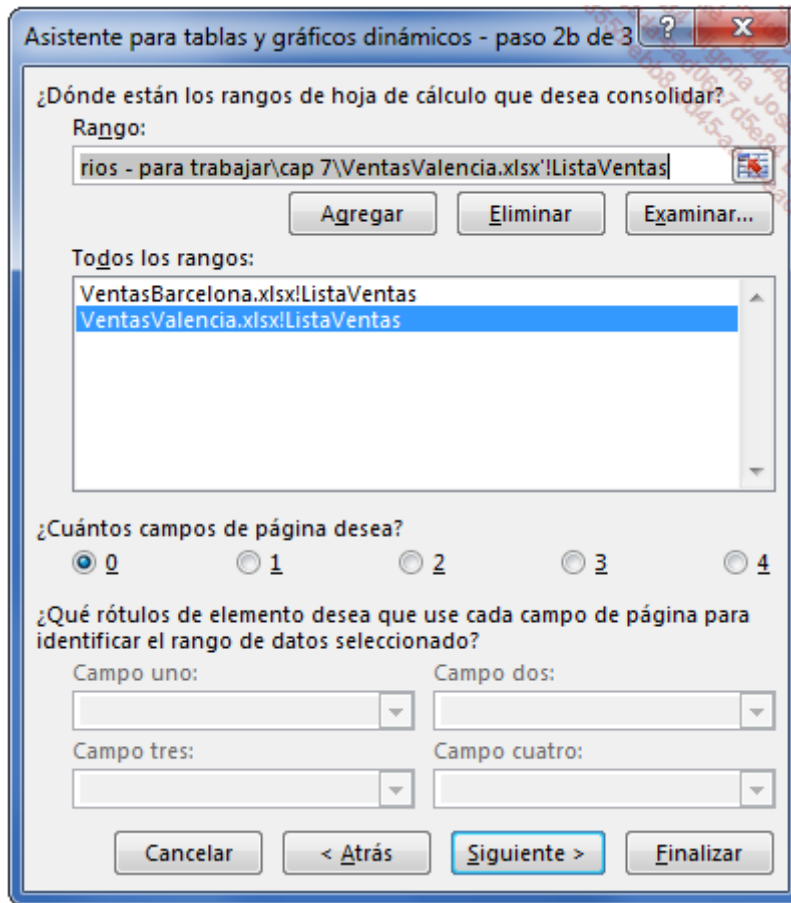 Asistente para tablas y gráficos dinámicos - paso 2b de 3
¿Dónde están los rangos de hoja de cálculo que desea consolidar?
Rango:
rios - para trabajar\cap 7\VentasValencia.xlsx'!ListaVentas
Agregar Eliminar Examinar...
Todos los rangos:
VentasBarcelona.xlsx!ListaVentas
VentasValencia.xlsx!ListaVentas
¿Cuántos campos de página desea?
0 1 2 3 4
¿Qué rótulos de elemento desea que use cada campo de página para
identificar el rango de datos seleccionado?
Campo uno: Campo dos:
Campo tres: Campo cuatro:
Cancelar < Atrás Siguiente > Finalizar